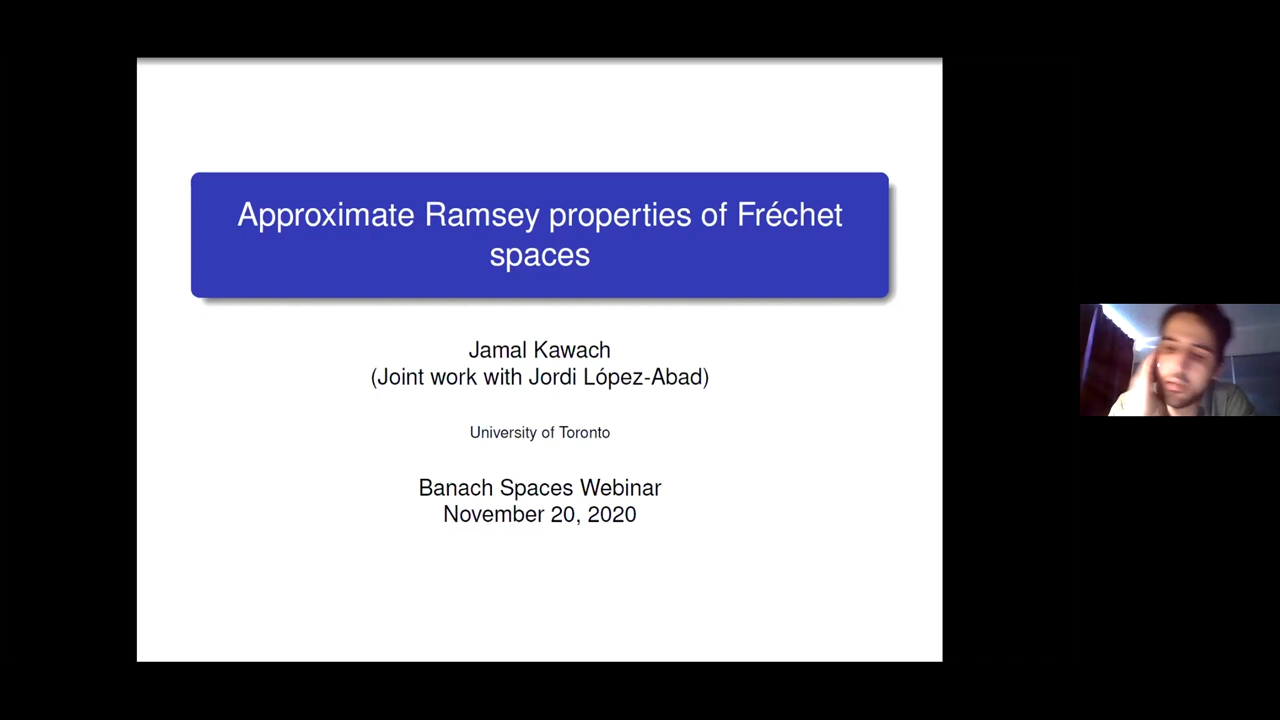 Approximate Ramsey properties of Fréchet
spaces
Jamal Kawach
(Joint work with Jordi López-Abad)
University of Toronto
Banach Spaces Webinar
November 20, 2020